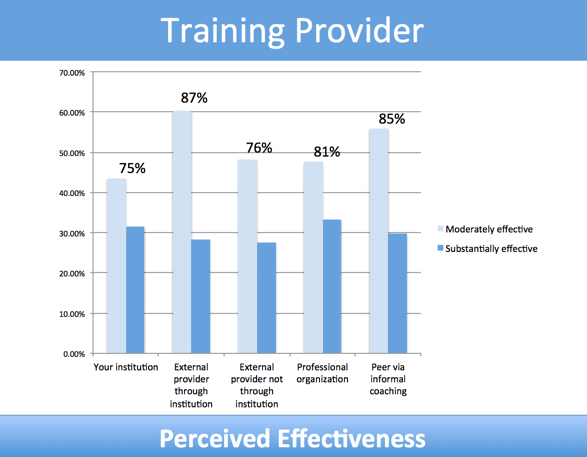 Training Provider
70.00%
60.00%
50.00%
40.00%
30.00%
20.00%
10.00%
0.00%
75%
87%
76%
81%
85%
Your institution
External
provider
through
institution
External
provider not
through
institution
Professional
organization
Peer via
informal
coaching
Moderately effective
Substantially effective
Perceived Effectiveness